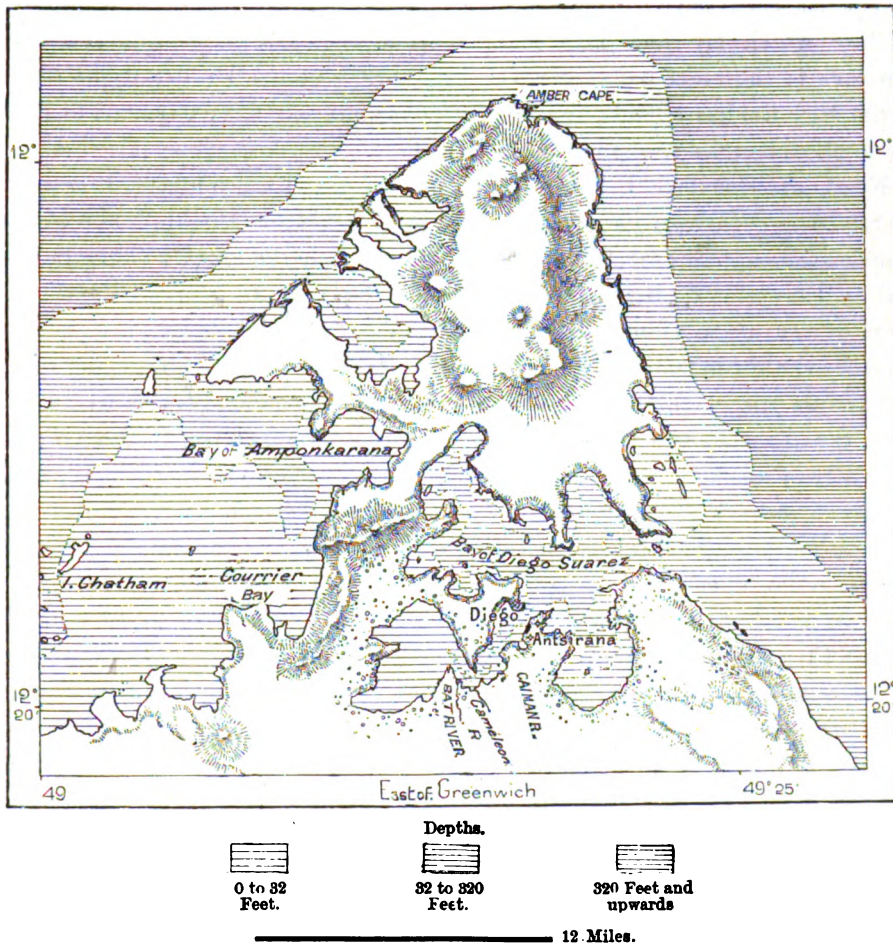 AMBER CAPE
12°
12°
Bay of Amponkarana
Bay of Diego Suarez
I. Chatham
Courrier
Bay
Diego
Antsirana
12°
20
12°
20
BAT RIVER
Caméleon
R
CAIMAN R.
49
East of Greenwich
49° 25'
Depths.
0 to 32
Feet.
32 to 320
Feet.
320 Feet and
upwards
12 Miles.